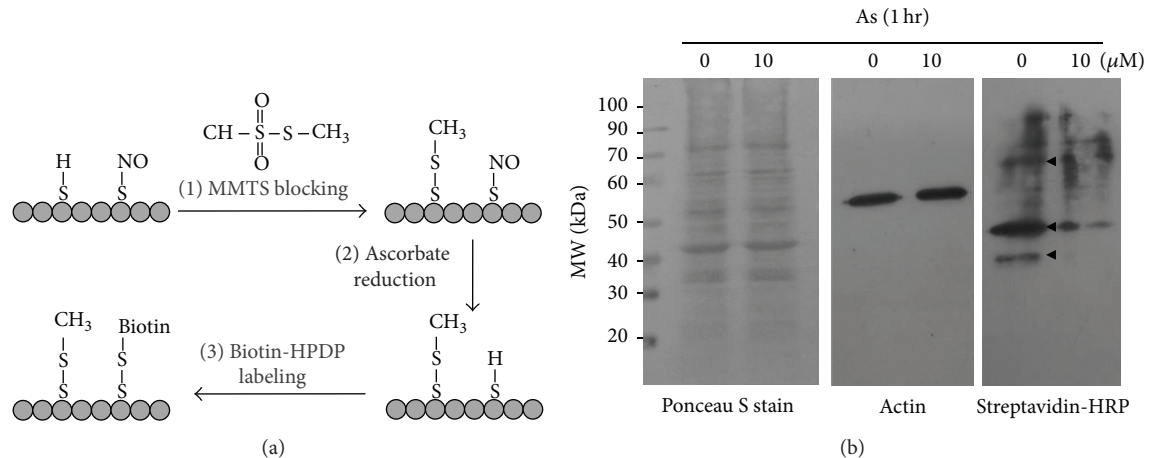 H
S
NO
S
O
CH – S – S – CH₃
O
(1) MMTS blocking
CH₃
S
S
NO
S
(2) Ascorbate
reduction
CH₃
S
S
H
S
(3) Biotin-HPDP
labeling
CH₃
S
S
Biotin
S
S
(a)
As (1 hr)
0 10 0 10 0 10 (μM)
MW (kDa)
100
90
70
60
50
40
30
20
Ponceau S stain
Actin
Streptavidin-HRP
(b)